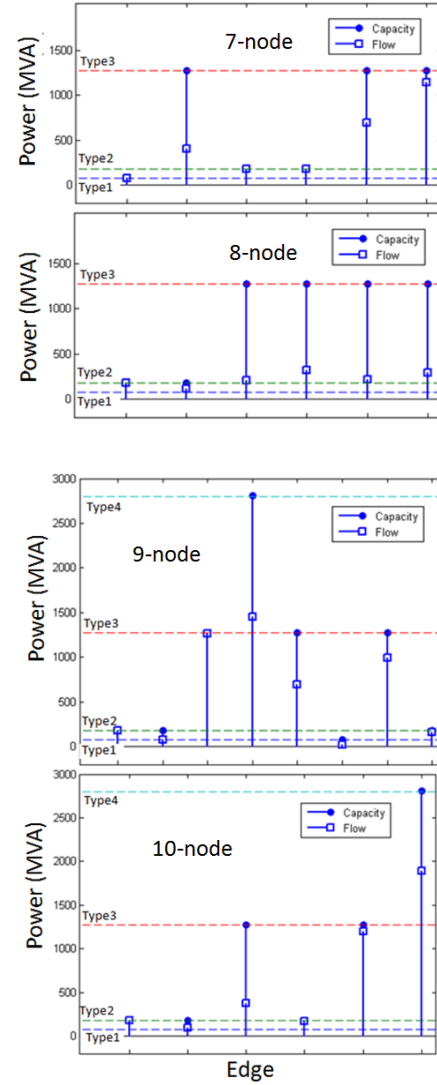 7-node
Capacity
Flow
Power (MVA)
1500
1000
500
0
Type3
Type2
Type1
8-node
Capacity
Flow
Power (MVA)
1500
1000
500
0
Type3
Type2
Type1
9-node
Capacity
Flow
Power (MVA)
3000
2500
2000
1500
1000
500
0
Type4
Type3
Type2
Type1
10-node
Capacity
Flow
Power (MVA)
3000
2500
2000
1500
1000
500
0
Type4
Type3
Type2
Type1
Edge